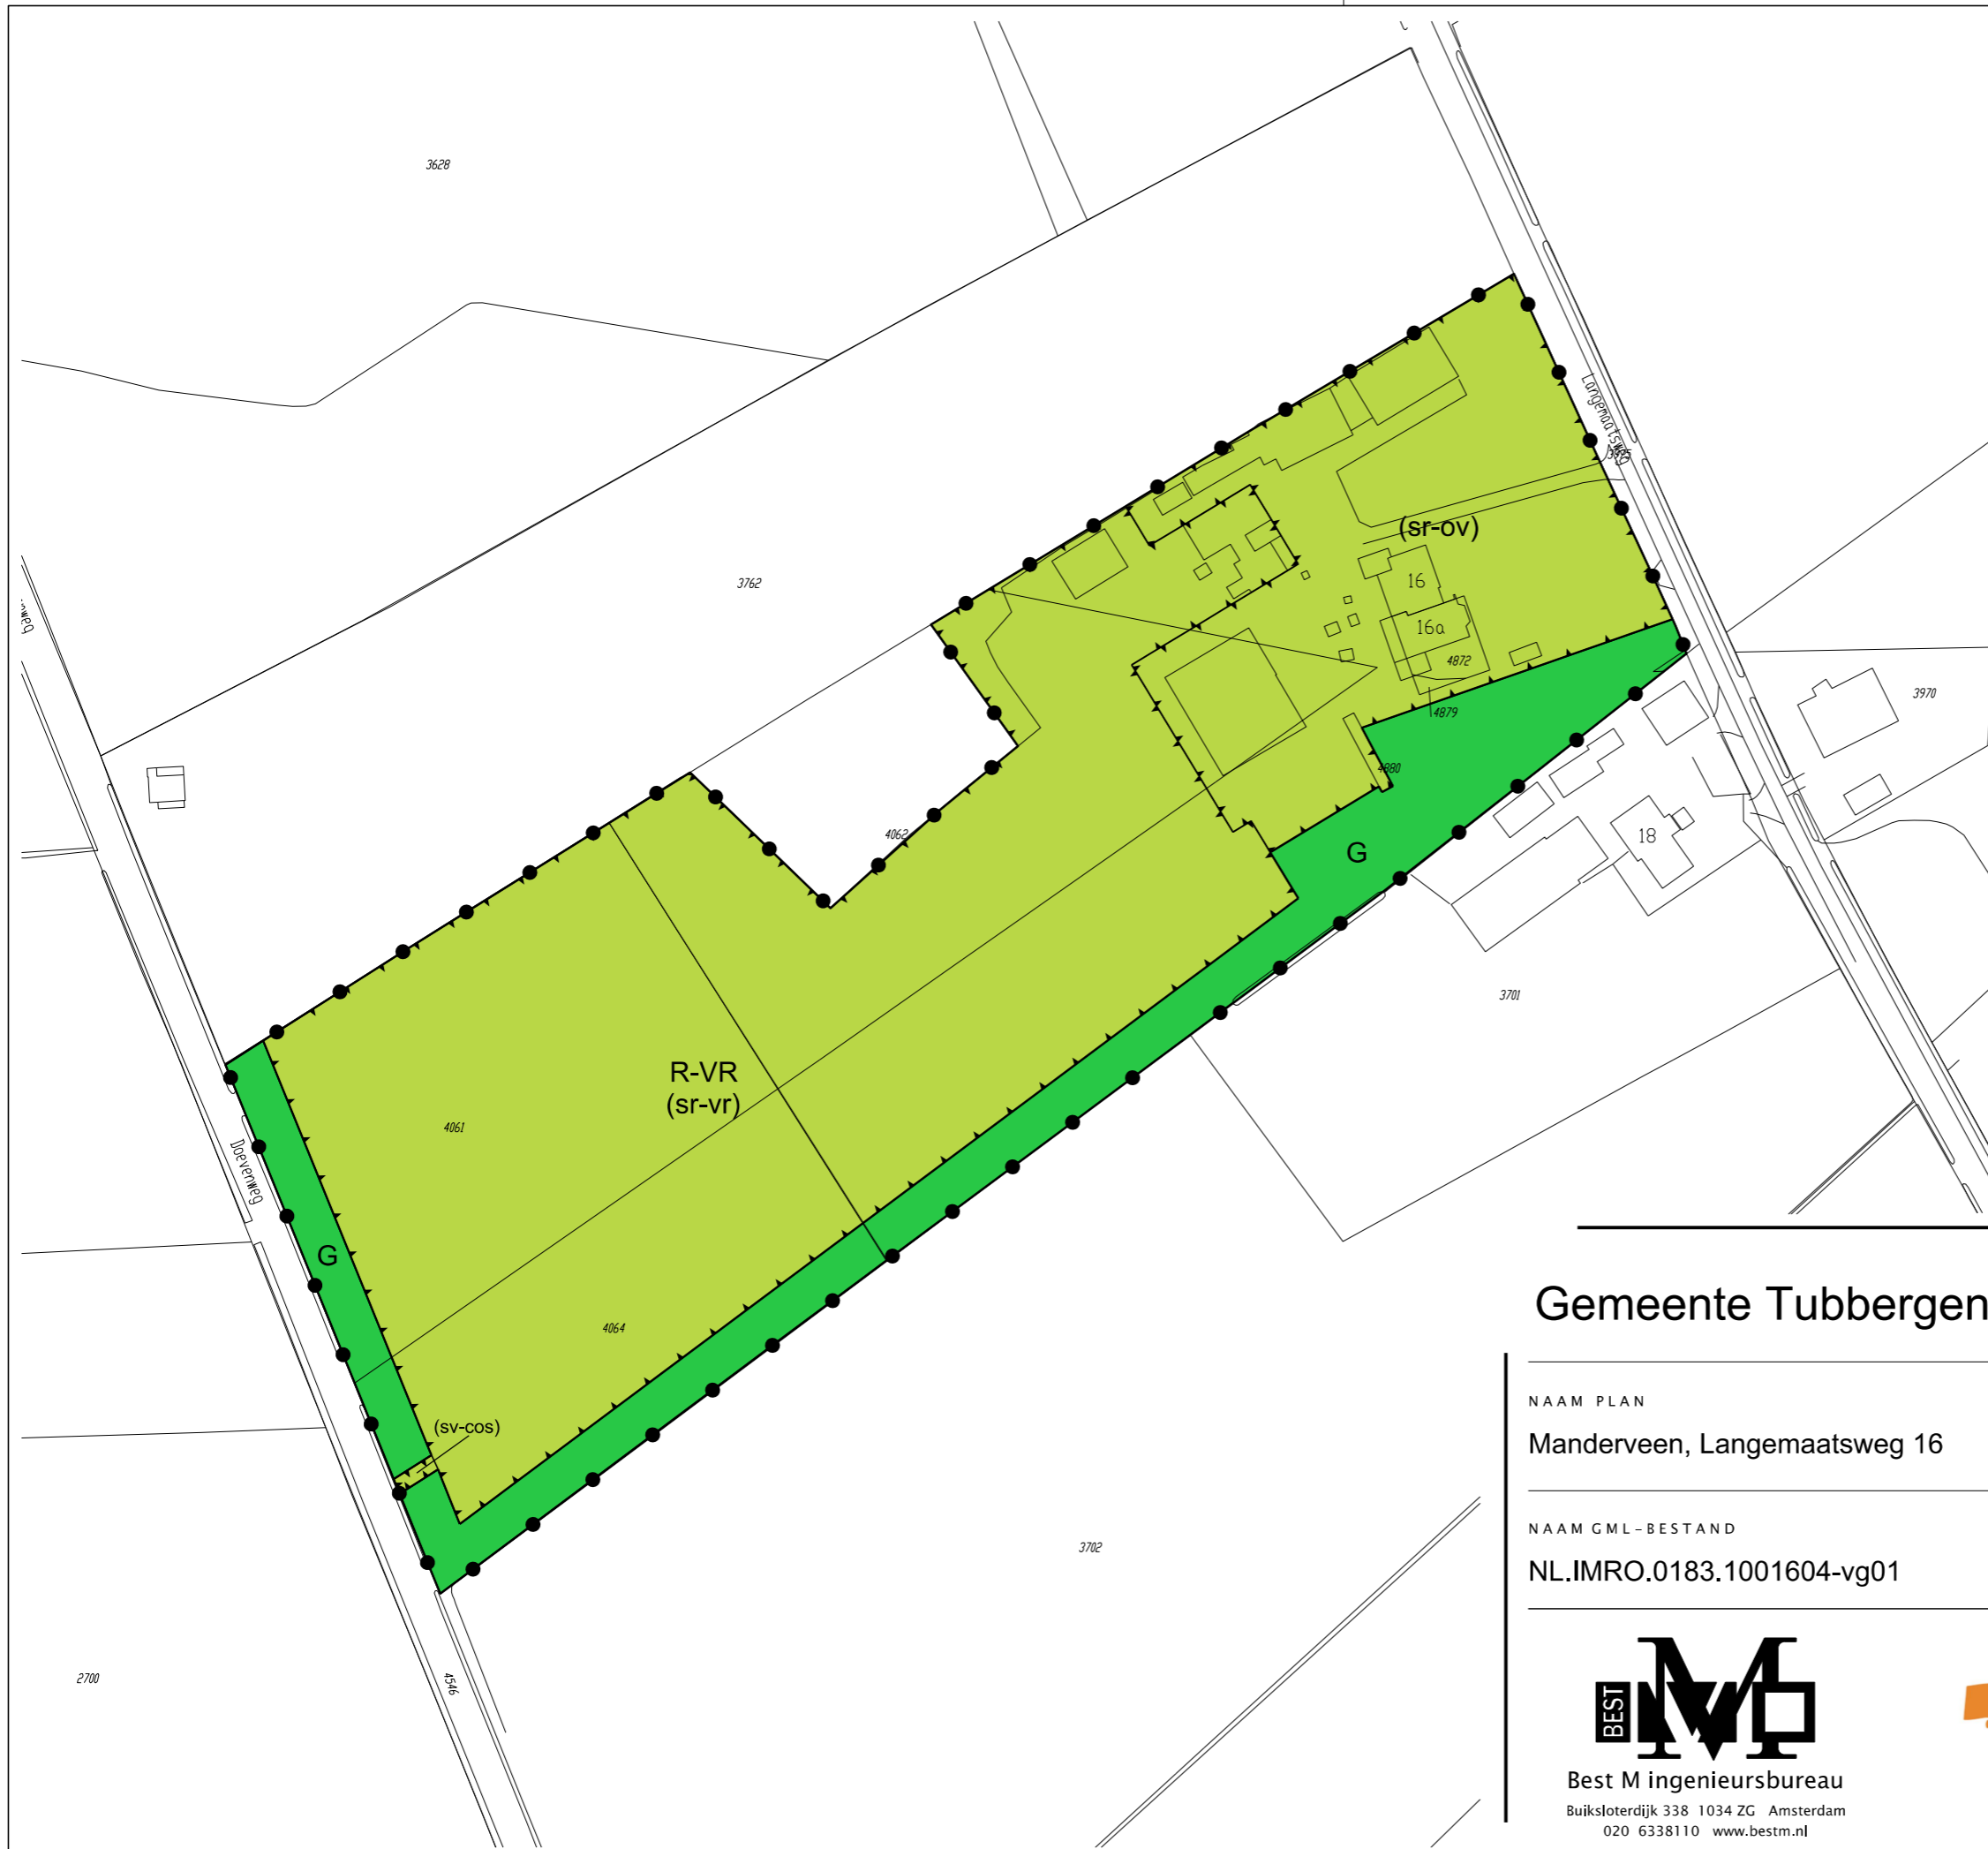 3628
Langemaatsweg
(sr-ov)
3762
16
16a
4872
4879
3970
4880
4062
G
18
3701
R-VR
(sr-vr)
4061
Doevenweg
G
4064
(sv-cos)
3702
2700
4546
Gemeente Tubbergen
NAAM PLAN
Manderveen, Langemaatsweg 16
NAAM GML-BESTAND
NL.IMRO.0183.1001604-vg01
BEST
M
Best M ingenieursbureau
Buiksloterdijk 338 1034 ZG Amsterdam
020 6338110 www.bestm.nl